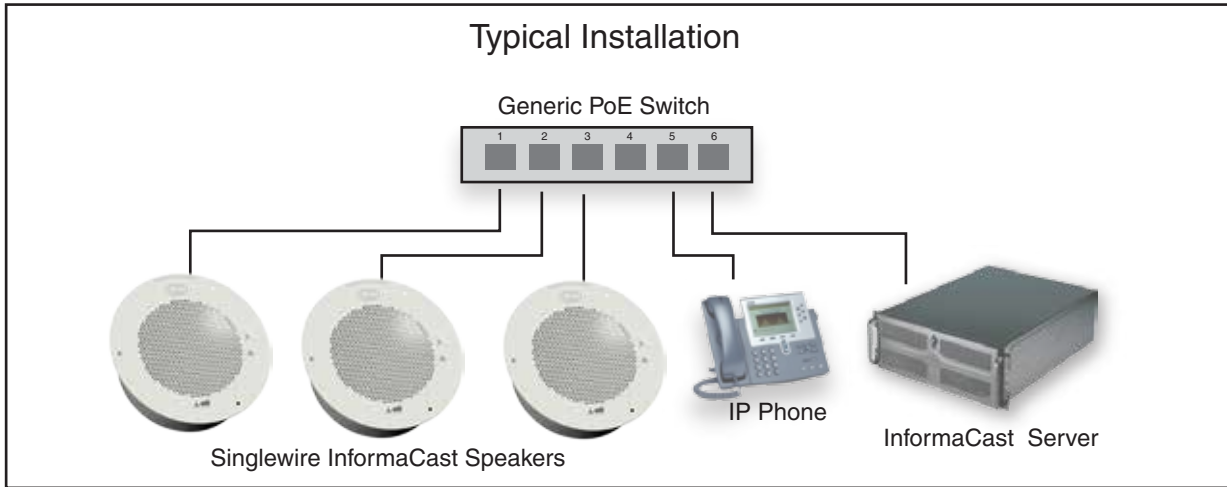 Typical Installation
Generic PoE Switch
1 2 3 4 5 6
IP Phone
InformaCast Server
Singlewire InformaCast Speakers